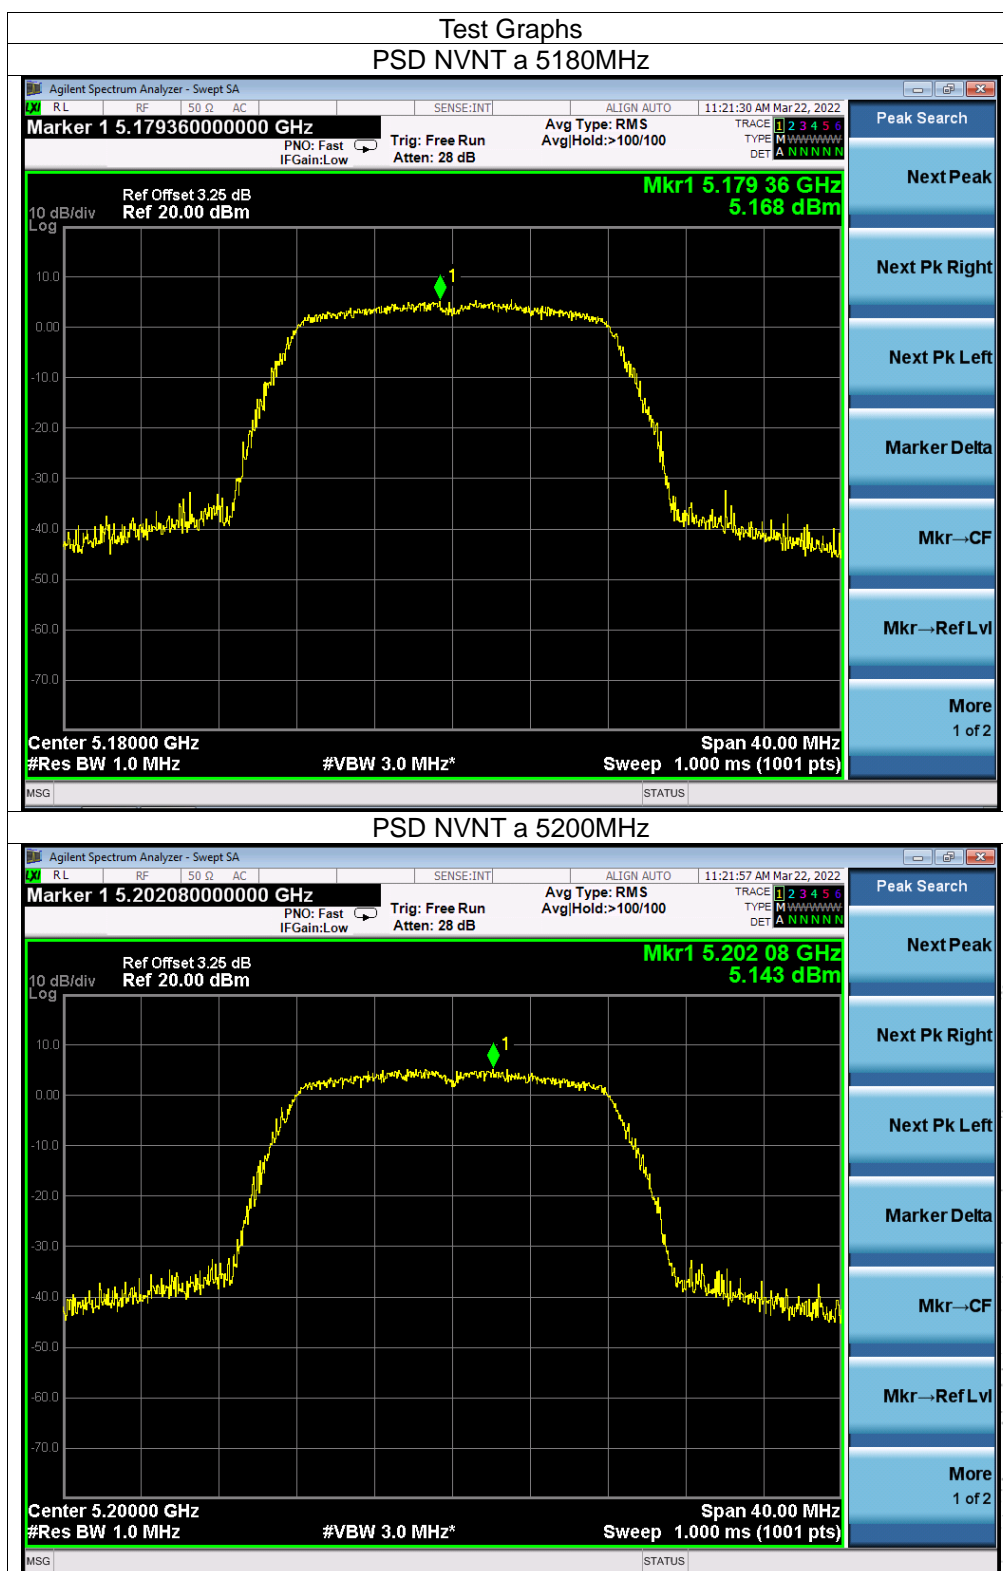 Test Graphs
PSD NVNT a 5180MHz
Agilent Spectrum Analyzer - Swept SA
LXI RL RF 50 Ω AC SENSE:INT ALIGN AUTO 11:21:30 AM Mar 22, 2022
Marker 1 5.179360000000 GHz
PNO: Fast
IFGain:Low
Trig: Free Run
Atten: 28 dB
Avg Type: RMS
Avg|Hold:>100/100
TRACE 1 2 3 4 5 6
TYPE M W W W W W
DET A N N N N N
Mkr1 5.179 36 GHz
5.168 dBm
Ref Offset 3.25 dB
10 dB/div Ref 20.00 dBm
Log
1
10.0
0.00
-10.0
-20.0
-30.0
-40.0
-50.0
-60.0
-70.0
Center 5.18000 GHz Span 40.00 MHz
#Res BW 1.0 MHz #VBW 3.0 MHz* Sweep 1.000 ms (1001 pts)
MSG STATUS
Peak Search
Next Peak
Next Pk Right
Next Pk Left
Marker Delta
Mkr→CF
Mkr→Ref Lvl
More
1 of 2
PSD NVNT a 5200MHz
Agilent Spectrum Analyzer - Swept SA
LXI RL RF 50 Ω AC SENSE:INT ALIGN AUTO 11:21:57 AM Mar 22, 2022
Marker 1 5.202080000000 GHz
PNO: Fast
IFGain:Low
Trig: Free Run
Atten: 28 dB
Avg Type: RMS
Avg|Hold:>100/100
TRACE 1 2 3 4 5 6
TYPE M W W W W W
DET A N N N N N
Mkr1 5.202 08 GHz
5.143 dBm
Ref Offset 3.25 dB
10 dB/div Ref 20.00 dBm
Log
1
10.0
0.00
-10.0
-20.0
-30.0
-40.0
-50.0
-60.0
-70.0
Center 5.20000 GHz Span 40.00 MHz
#Res BW 1.0 MHz #VBW 3.0 MHz* Sweep 1.000 ms (1001 pts)
MSG STATUS
Peak Search
Next Peak
Next Pk Right
Next Pk Left
Marker Delta
Mkr→CF
Mkr→Ref Lvl
More
1 of 2